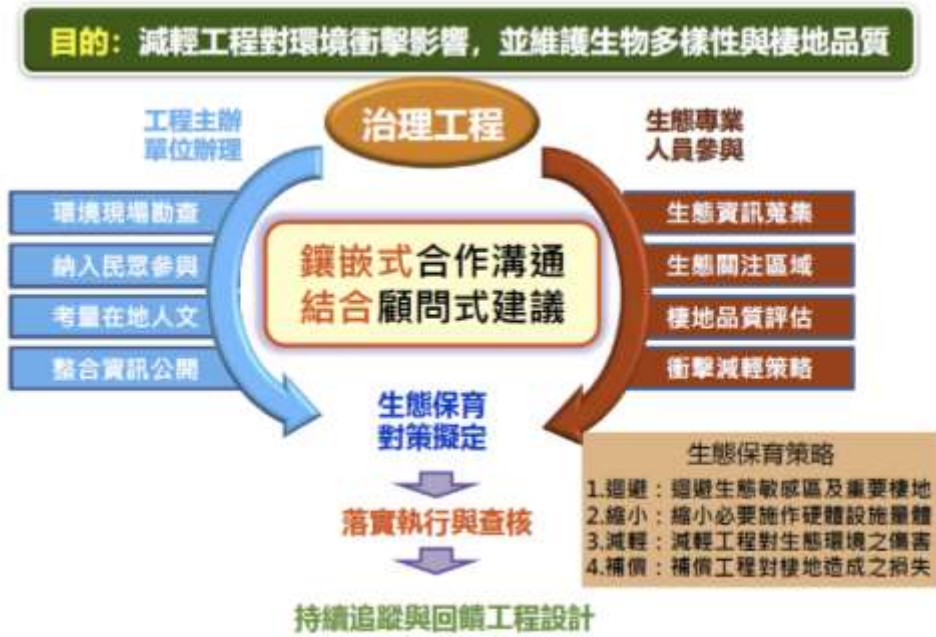 目的：減輕工程對環境衝擊影響，並維護生物多樣性與棲地品質
工程主辦
單位辦理
治理工程
生態專業
人員參與
環境現場勘查
納入民眾參與
考量在地人文
整合資訊公開
鑲嵌式合作溝通
結合顧問式建議
生態資訊蒐集
生態關注區域
棲地品質評估
衝擊減輕策略
生態保育
對策擬定
落實執行與查核
持續追蹤與回饋工程設計
生態保育策略
1.迴避：迴避生態敏感區及重要棲地
2.縮小：縮小必要施作硬體設施量體
3.減輕：減輕工程對生態環境之傷害
4.補償：補償工程對棲地造成之損失